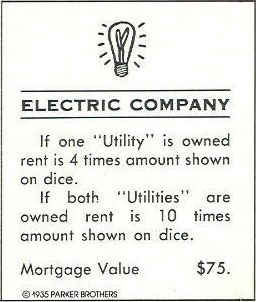 ELECTRIC COMPANY
If one "Utility" is owned
rent is 4 times amount shown
on dice.
If both "Utilities" are
owned rent is 10 times
amount shown on dice.
Mortgage Value $75.
© 1935 PARKER BROTHERS